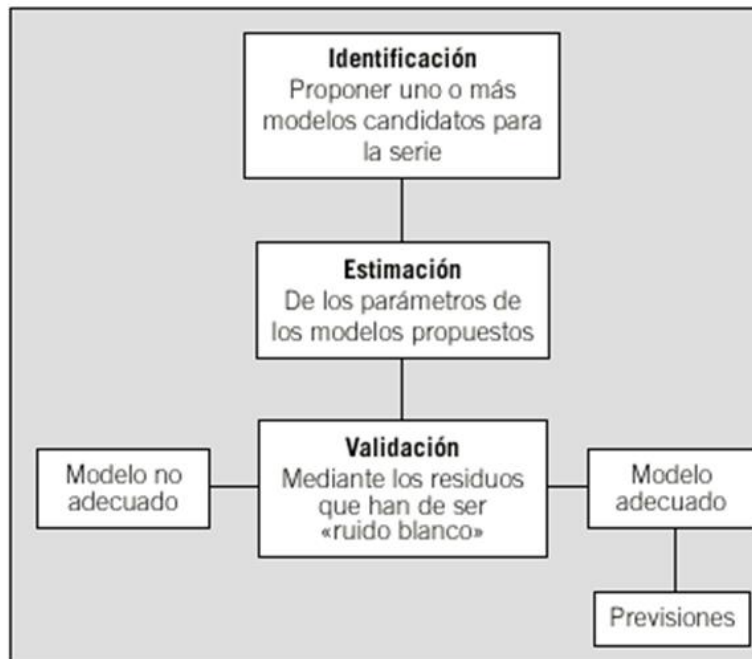 Identificación
Proponer uno o más
modelos candidatos para
la serie
Estimación
De los parámetros de
los modelos propuestos
Validación
Mediante los residuos
que han de ser
«ruido blanco»
Modelo no
adecuado
Modelo
adecuado
Previsiones